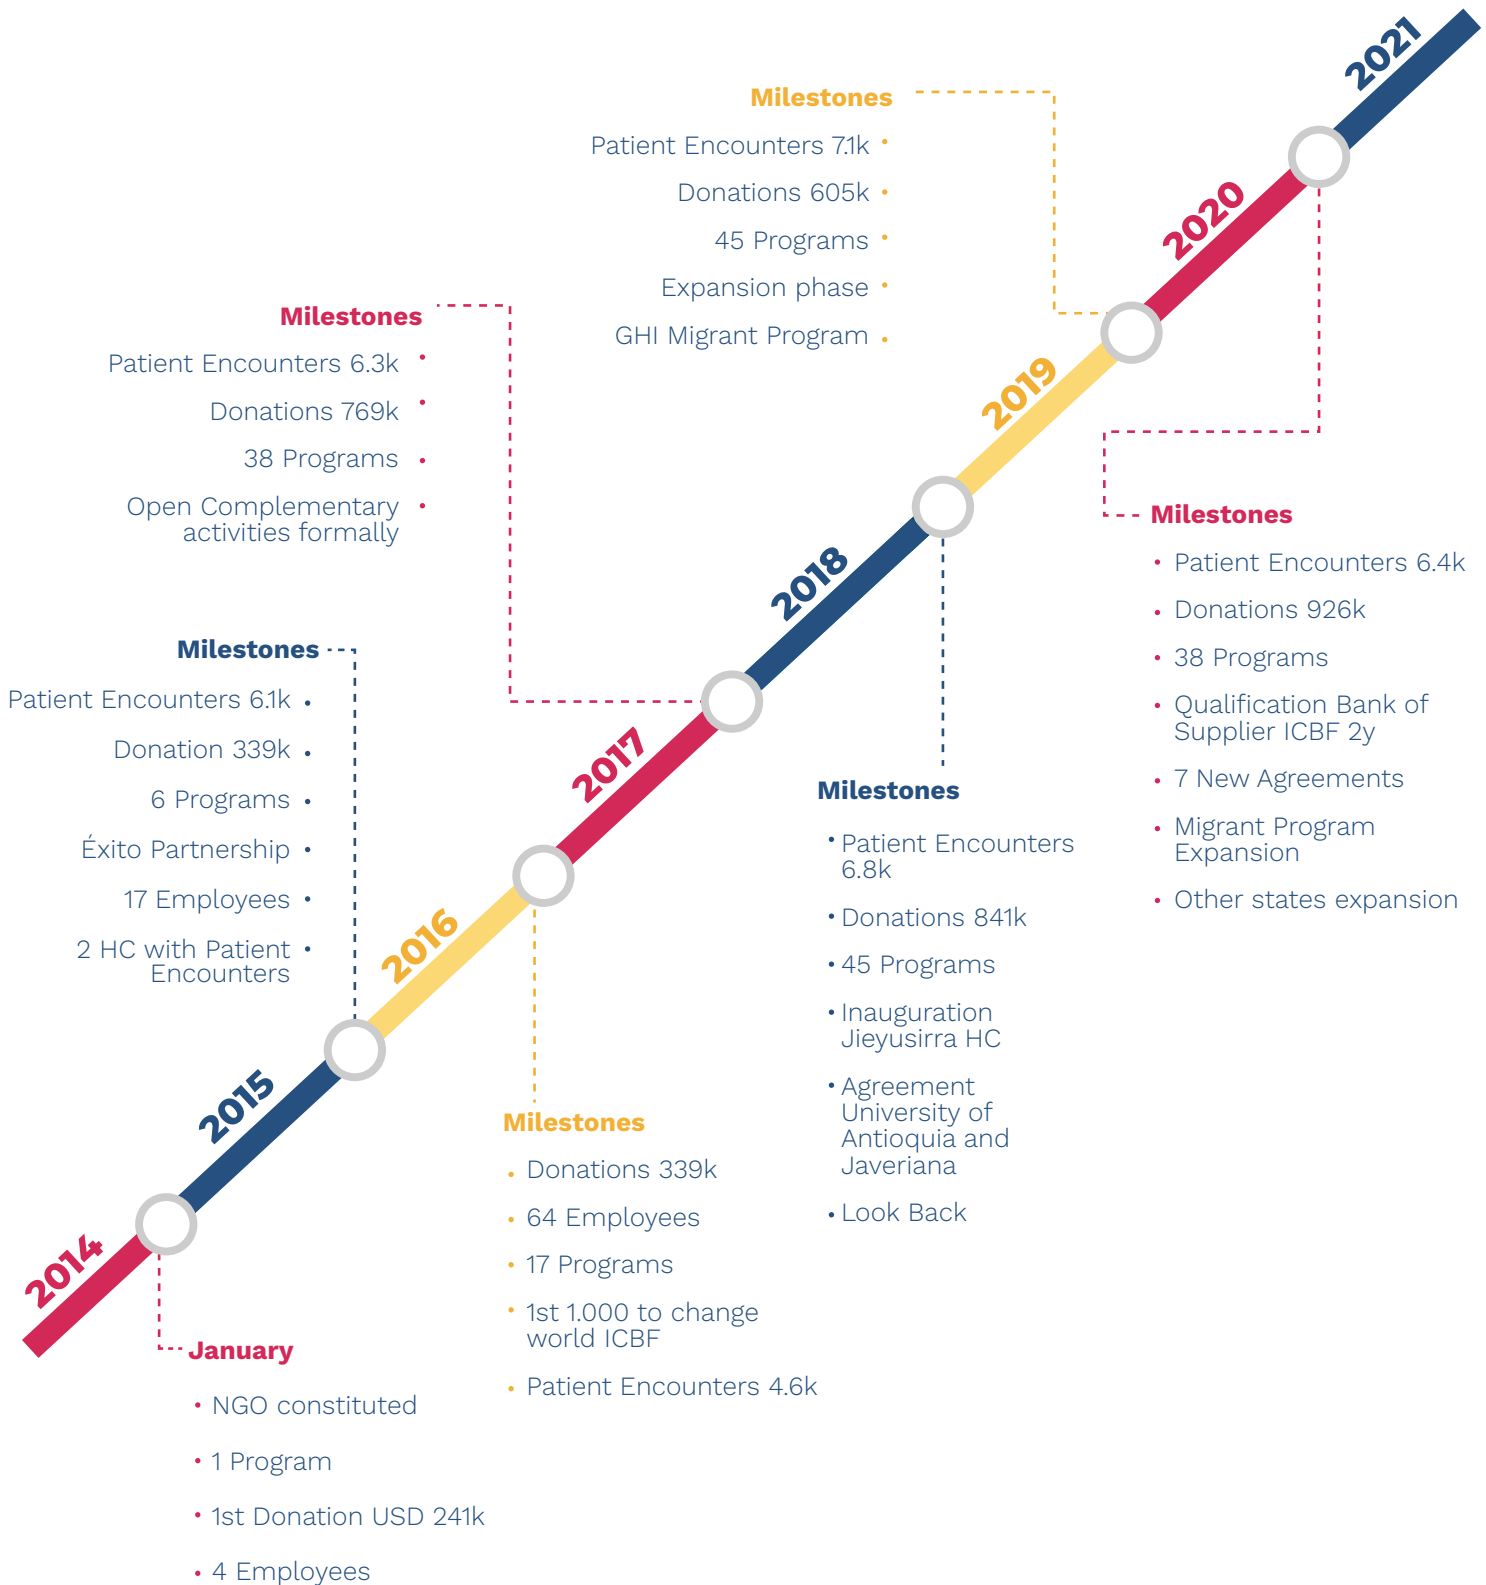 2014
January
NGO constituted
1 Program
1st Donation USD 241k
4 Employees
2015
Milestones
Patient Encounters 6.1k
Donation 339k
6 Programs
Éxito Partnership
17 Employees
2 HC with Patient
Encounters
2016
Milestones
Donations 339k
64 Employees
17 Programs
1st 1.000 to change
world ICBF
Patient Encounters 4.6k
2017
Milestones
Patient Encounters 6.3k
Donations 769k
38 Programs
Open Complementary
activities formally
2018
Milestones
Patient Encounters
6.8k
Donations 841k
45 Programs
Inauguration
Jieyusirra HC
Agreement
University of
Antioquia and
Javeriana
Look Back
2019
Milestones
Patient Encounters 7.1k
Donations 605k
45 Programs
Expansion phase
GHI Migrant Program
2020
Milestones
Patient Encounters 6.4k
Donations 926k
38 Programs
Qualification Bank of
Supplier ICBF 2y
7 New Agreements
Migrant Program
Expansion
Other states expansion
2021